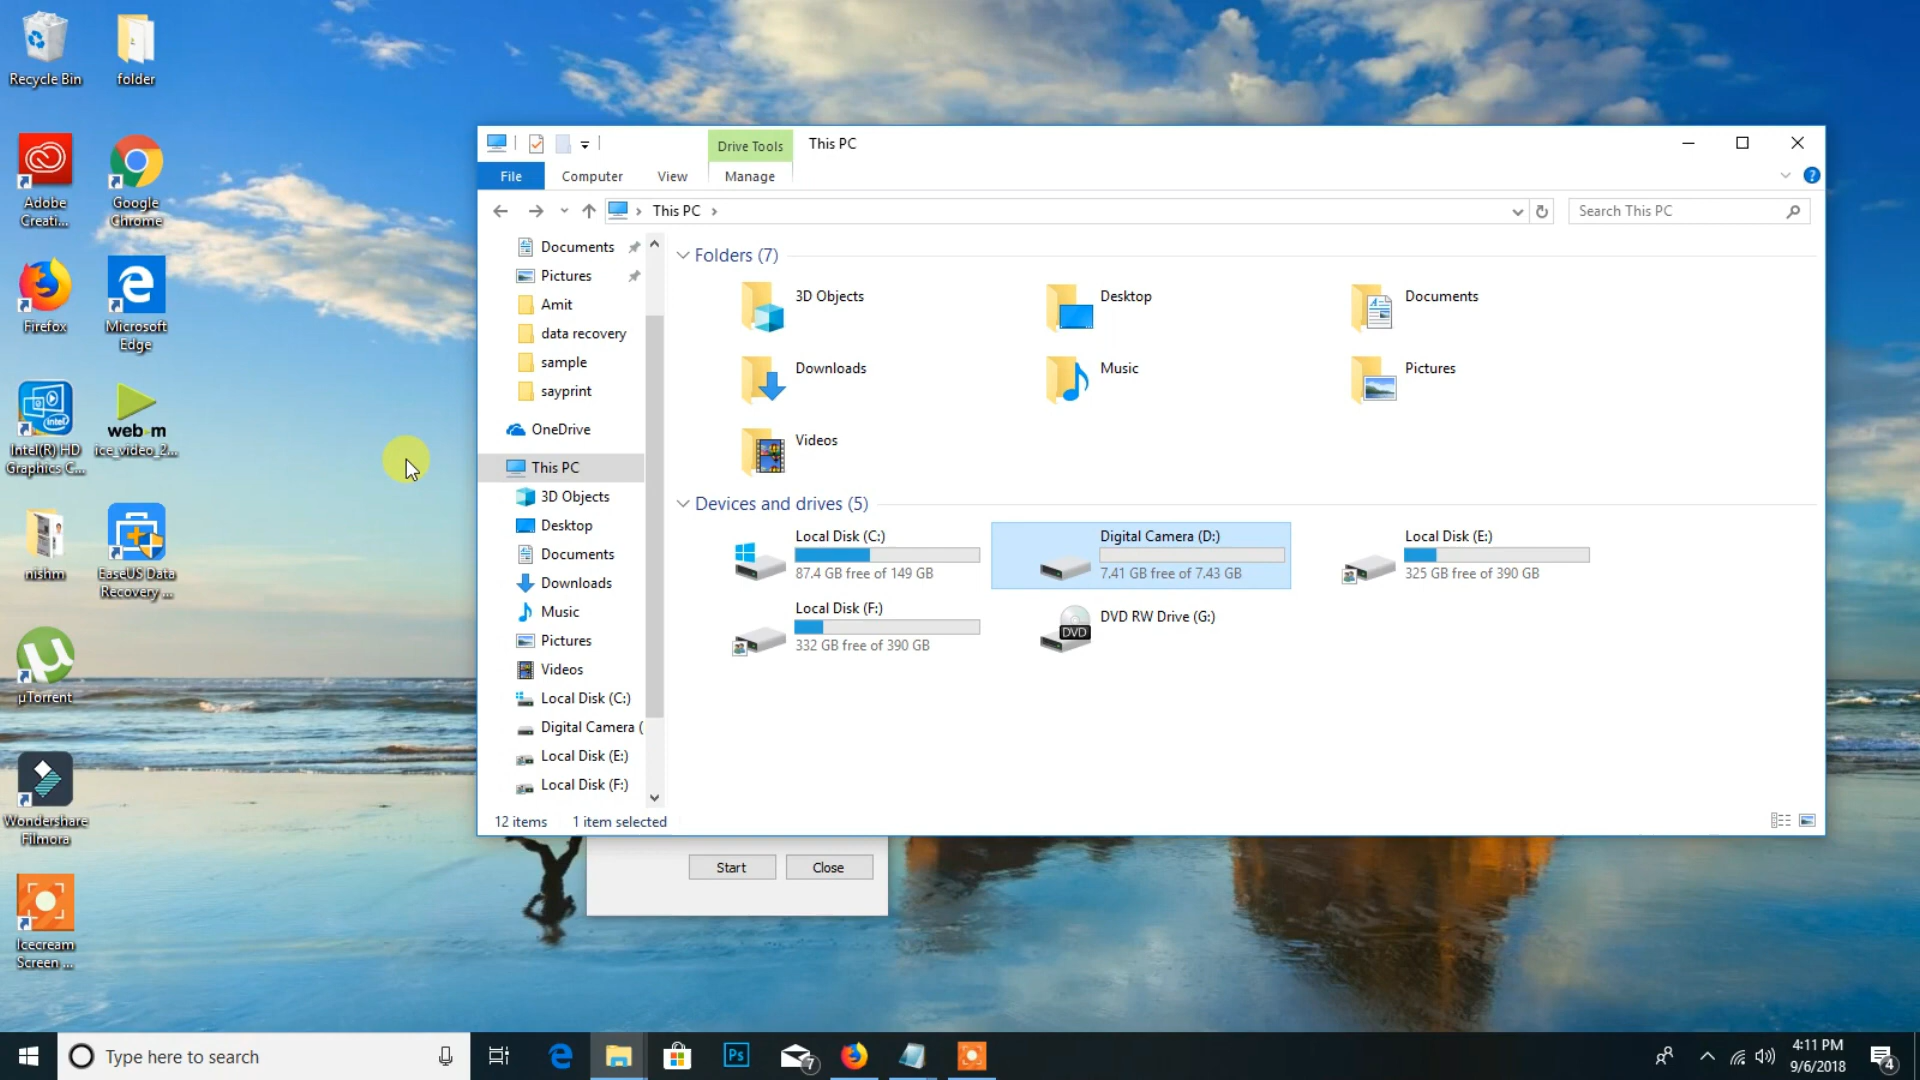 Recycle Bin
folder
Adobe
Creati...
Google
Chrome
Firefox
Microsoft
Edge
intel
Intel(R) HD
Graphics C...
web m
ice_video_2...
nishm
EaseUS Data
Recovery ...
µTorrent
Wondershare
Filmora
Icecream
Screen ...
Drive Tools
This PC
File
Computer
View
Manage
This PC
Search This PC
Documents
Pictures
Amit
data recovery
sample
sayprint
OneDrive
This PC
3D Objects
Desktop
Documents
Downloads
Music
Pictures
Videos
Local Disk (C:)
Digital Camera (
Local Disk (E:)
Local Disk (F:)
Folders (7)
3D Objects
Desktop
Documents
Downloads
Music
Pictures
Videos
Devices and drives (5)
Local Disk (C:)
87.4 GB free of 149 GB
Digital Camera (D:)
7.41 GB free of 7.43 GB
Local Disk (E:)
325 GB free of 390 GB
Local Disk (F:)
332 GB free of 390 GB
DVD
DVD RW Drive (G:)
12 items
1 item selected
Start
Close
Type here to search
Ps
7
4:11 PM
9/6/2018
4